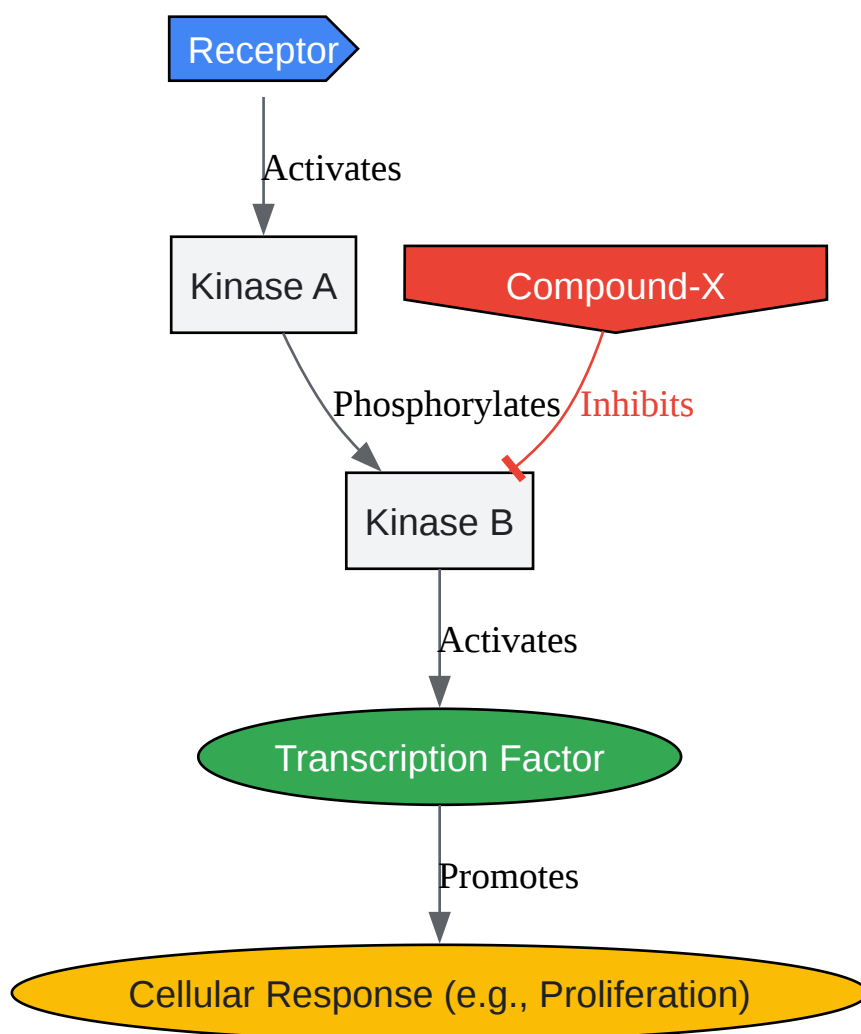 Receptor
Activates
Kinase A
Compound-X
Phosphorylates
Inhibits
Kinase B
Activates
Transcription Factor
Promotes
Cellular Response (e.g., Proliferation)